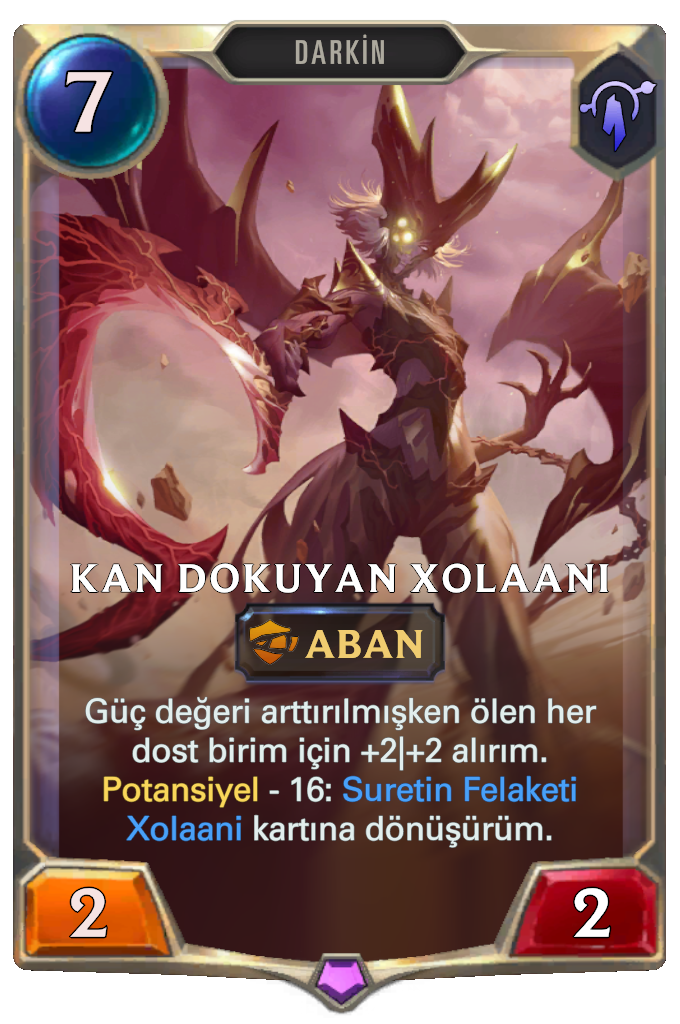 7
DARKİN
KAN DOKUYAN XOLAANI
ABAN
Güç değeri arttırılmışken ölen her
dost birim için +2|+2 alırım.
Potansiyel - 16: Suretin Felaketi
Xolaani kartına dönüşürüm.
2
2